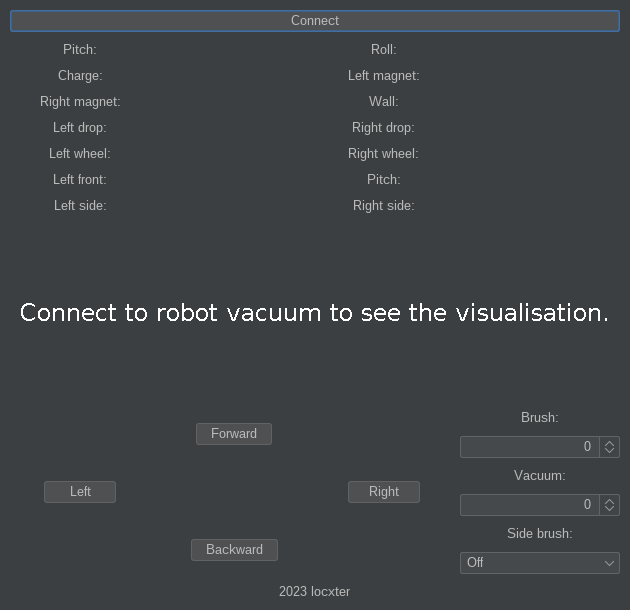 Connect
Pitch: Roll:
Charge: Left magnet:
Right magnet: Wall:
Left drop: Right drop:
Left wheel: Right wheel:
Left front: Pitch:
Left side: Right side:
Connect to robot vacuum to see the visualisation.
Brush:
Forward
0
Vacuum:
Left Right
0
Side brush:
Backward
Off
2023 locxter